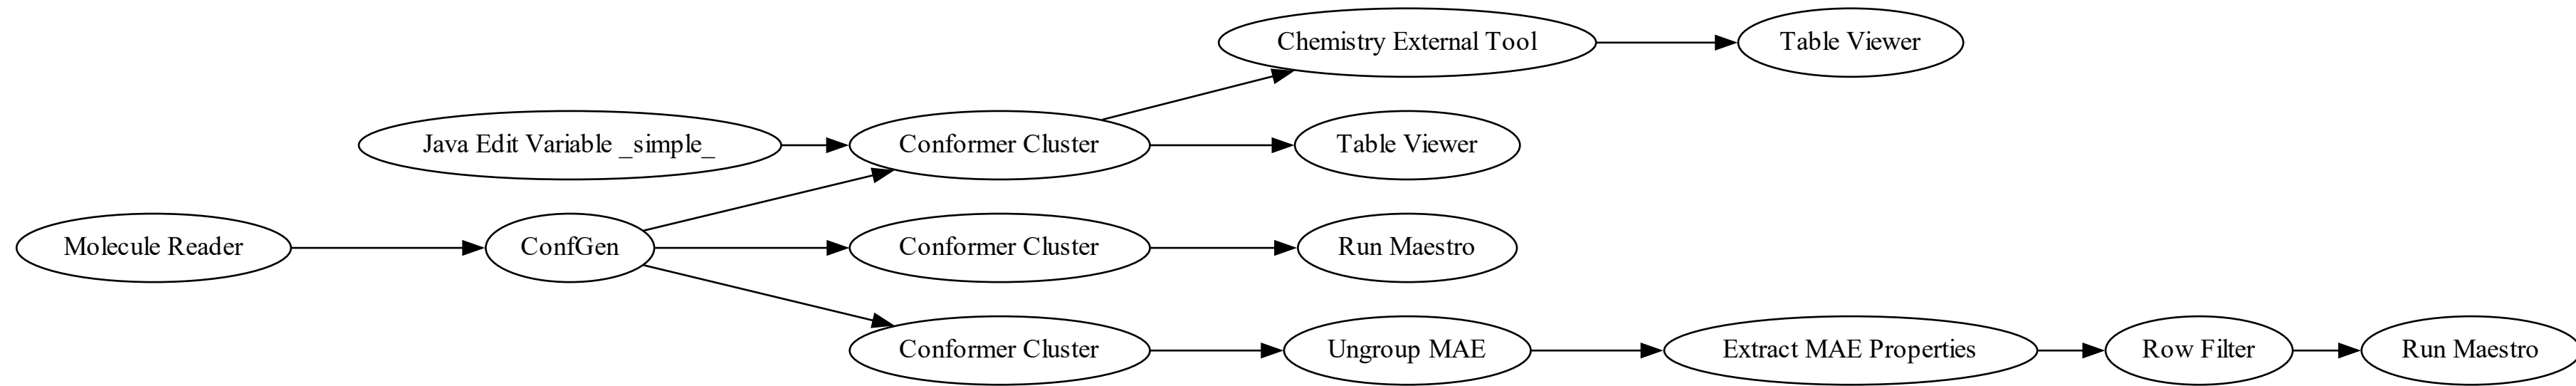 Chemistry External Tool
Table Viewer
Java Edit Variable _simple_
Conformer Cluster
Table Viewer
Molecule Reader
ConfGen
Conformer Cluster
Run Maestro
Conformer Cluster
Ungroup MAE
Extract MAE Properties
Row Filter
Run Maestro